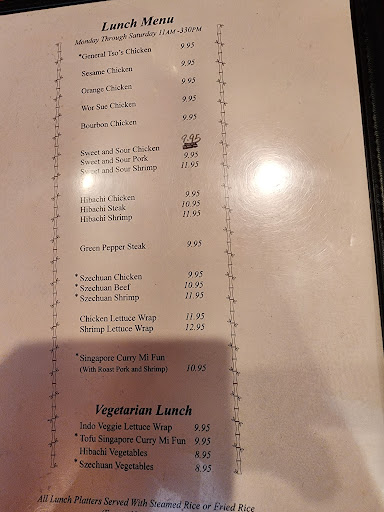 Lunch Menu
Monday Through Saturday 11AM -330PM
*General Tso's Chicken 9.95
Sesame Chicken 9.95
Orange Chicken 9.95
Wor Sue Chicken 9.95
Bourbon Chicken 9.95
Sweet and Sour Chicken 9.95
Sweet and Sour Pork 9.95
Sweet and Sour Shrimp 11.95
Hibachi Chicken 9.95
Hibachi Steak 10.95
Hibachi Shrimp 11.95
Green Pepper Steak 9.95
*Szechuan Chicken 9.95
*Szechuan Beef 10.95
*Szechuan Shrimp 11.95
Chicken Lettuce Wrap 11.95
Shrimp Lettuce Wrap 12.95
*Singapore Curry Mi Fun
(With Roast Pork and Shrimp) 10.95
Vegetarian Lunch
Indo Veggie Lettuce Wrap 9.95
*Tofu Singapore Curry Mi Fun 9.95
Hibachi Vegetables 8.95
*Szechuan Vegetables 8.95
All Lunch Platters Served With Steamed Rice or Fried Rice